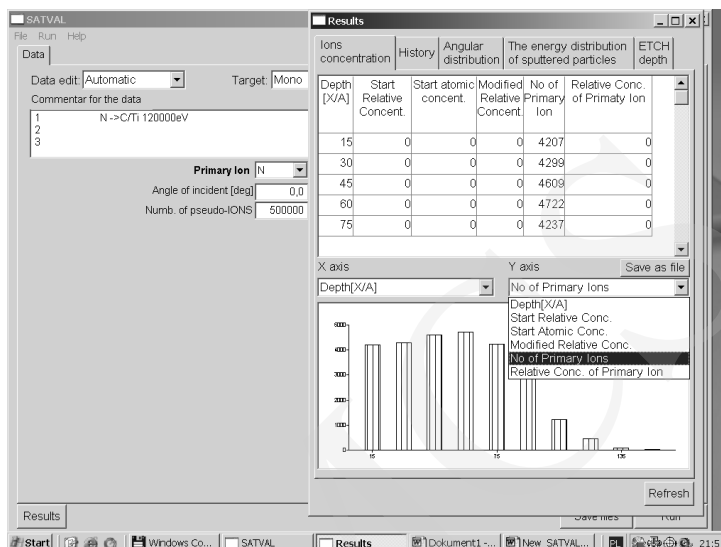 SATVAL
File Run Help
Data
Data edit: Automatic
Target: Mono
Commentar for the data
1 N ->C/Ti 120000eV
2
3
Primary Ion N
Angle of incident [deg] 0,0
Numb. of pseudo-IONS 500000
Results
Ions concentration
History
Angular distribution
The energy distribution of sputtered particles
ETCH depth
Depth [X/A]
Start Relative Concent.
Start atomic concent.
Modified Relative Concent.
No of Primary Ion
Relative Conc. of Primaty Ion
15 0 0 0 4207 0
30 0 0 0 4299 0
45 0 0 0 4609 0
60 0 0 0 4722 0
75 0 0 0 4237 0
X axis
Y axis
Save as file
Depth[X/A]
No of Primary Ions
Depth[X/A]
Start Relative Conc.
Start Atomic Conc.
Modified Relative Conc.
No of Primary Ions
Relative Conc. of Primary Ion
5000
4000
3000
2000
1000
0
15 75 135
Refresh
Results
Save files
Run
Start
Windows Co...
SATVAL
Results
Dokument1 -...
New SATVAL...
PL
21:5